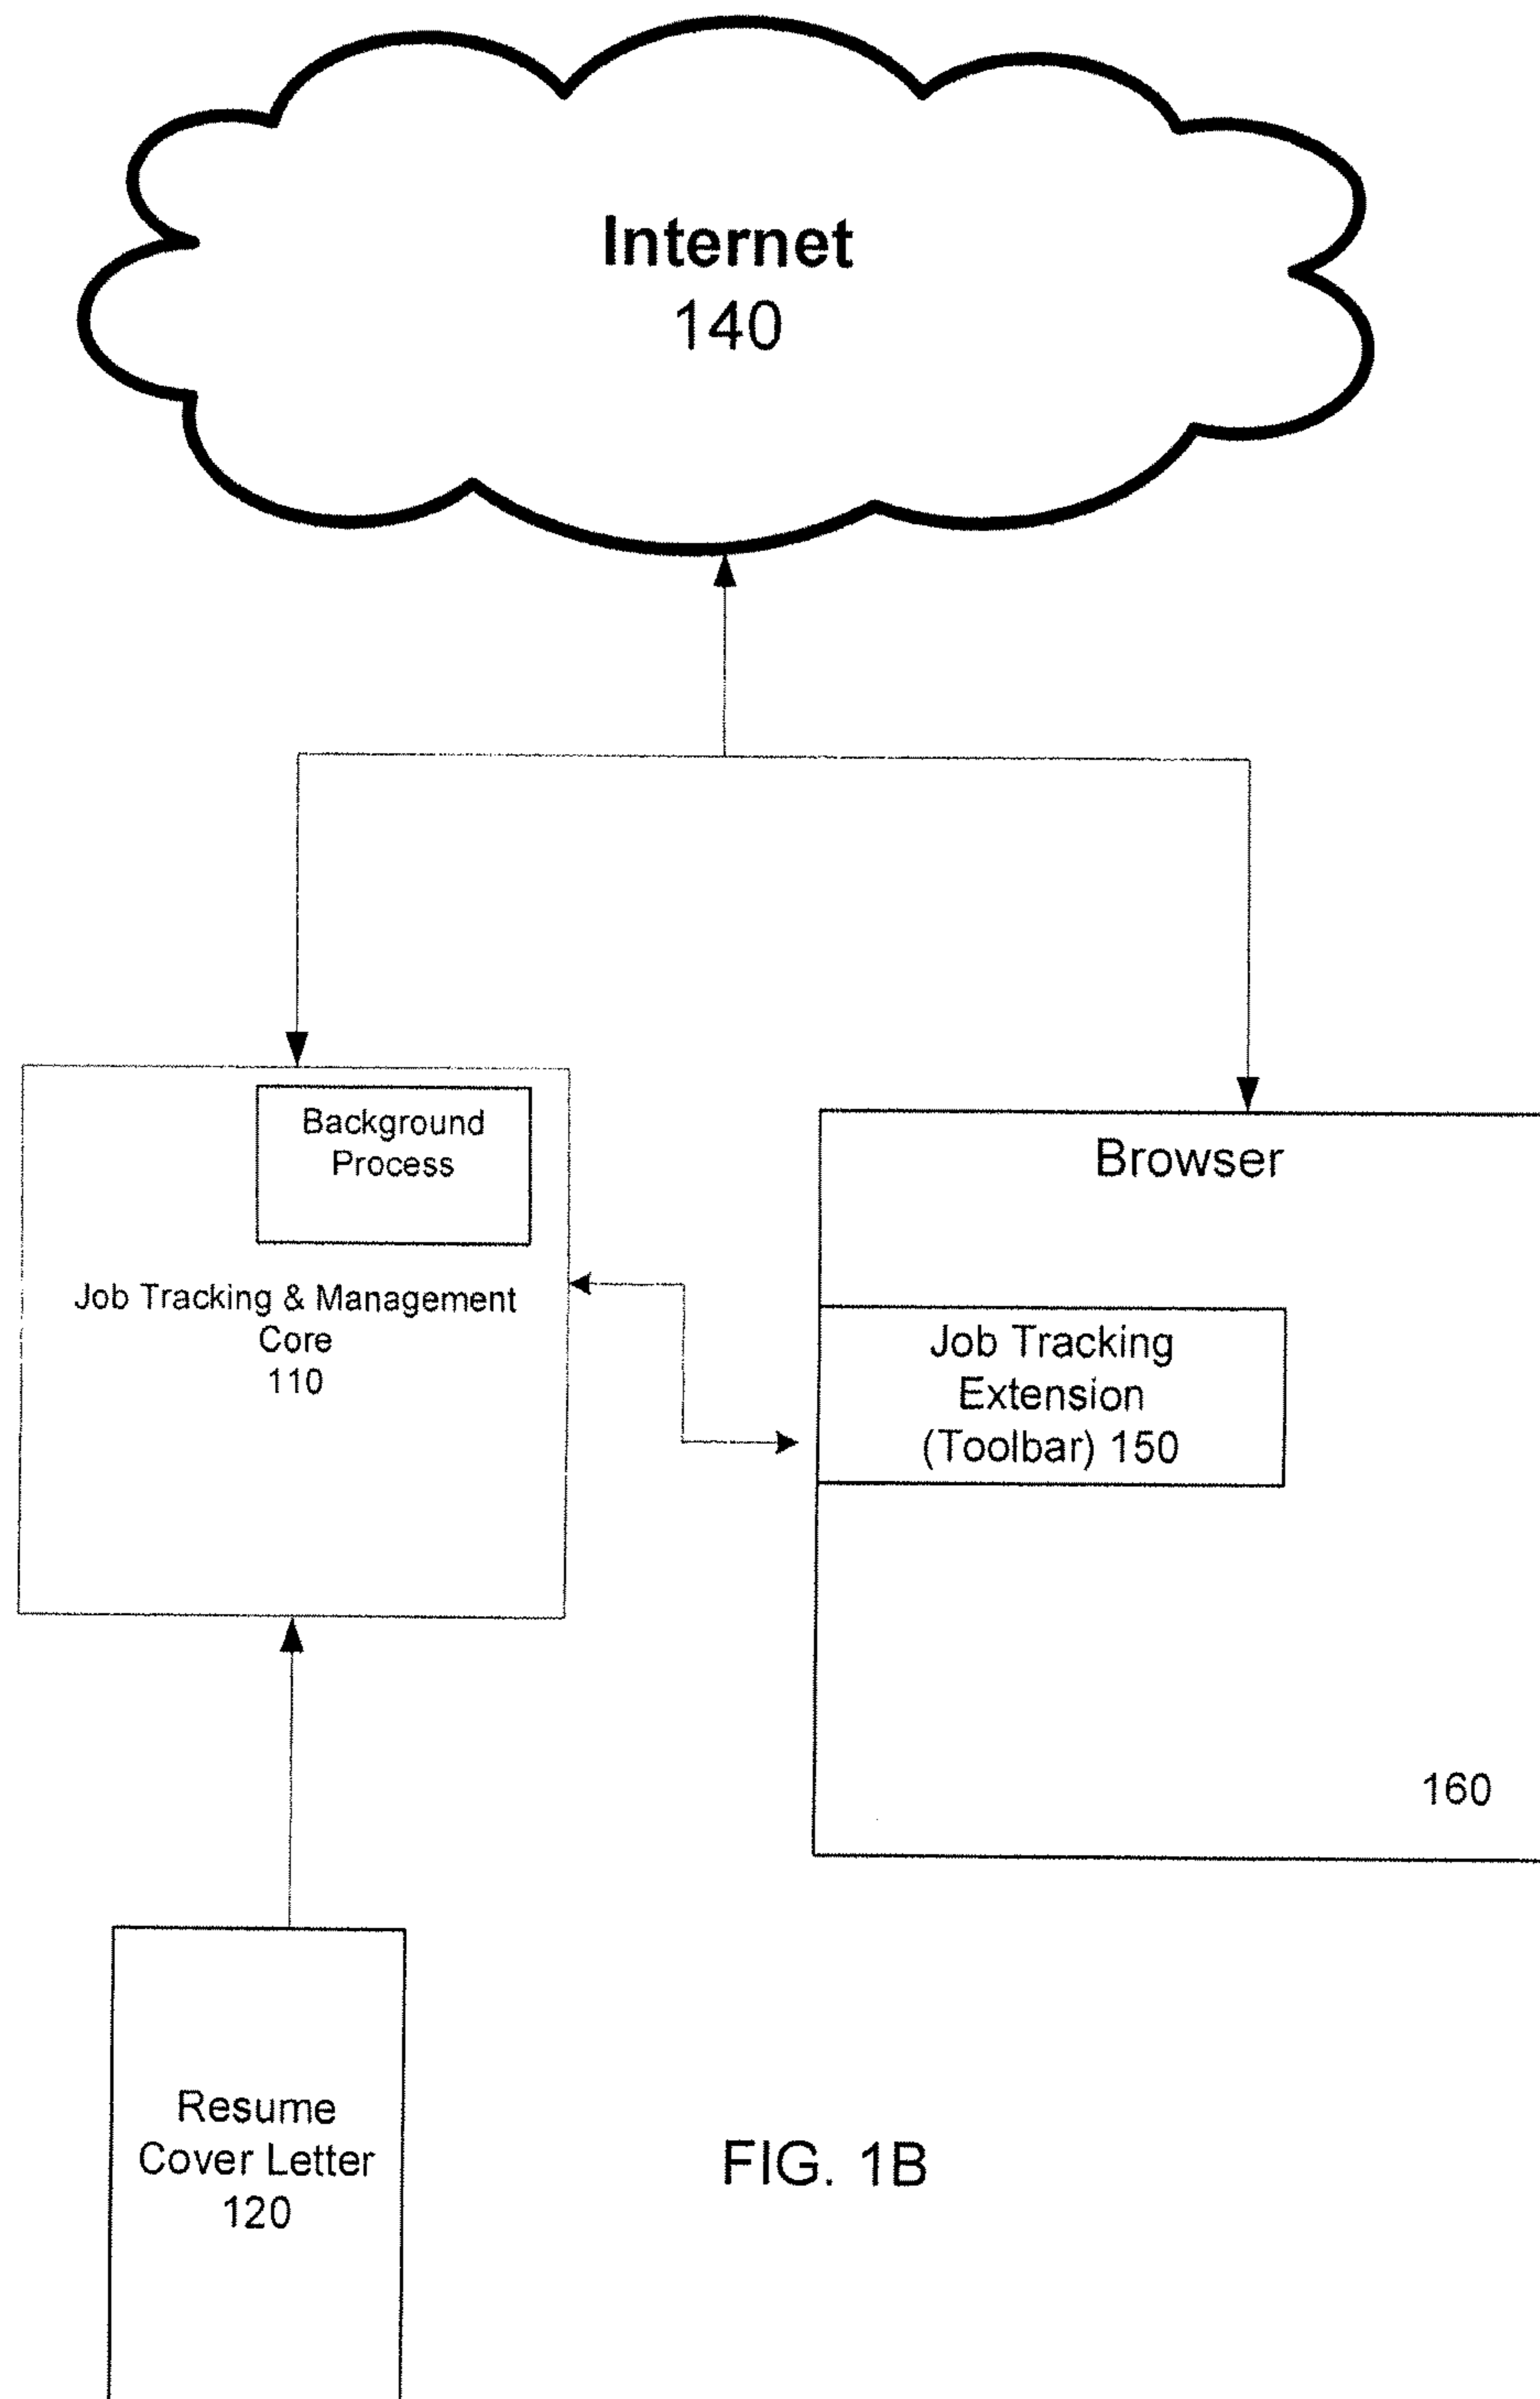 Internet
140
Background
Process
Job Tracking & Management
Core
110
Browser
Job Tracking
Extension
(Toolbar) 150
160
Resume
Cover Letter
120
FIG. 1B